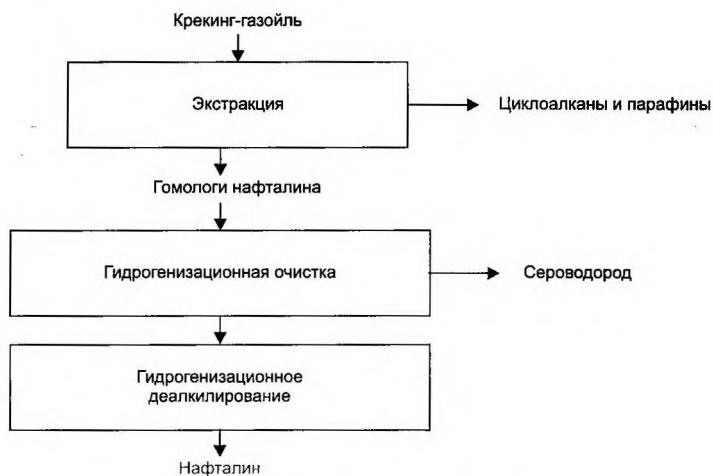 Крекинг-газойль
Экстракция
Циклоалканы и парафины
Гомологи нафталина
Гидрогенизационная очистка
Сероводород
Гидрогенизационное
деалкилирование
Нафталин